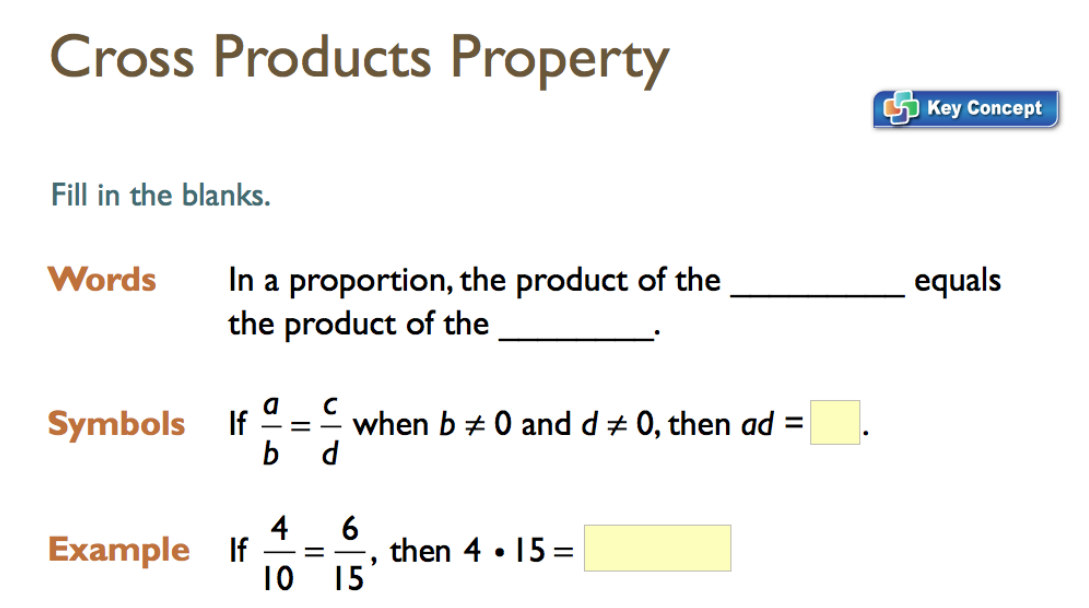 Cross Products Property
Key Concept
Fill in the blanks.
Words In a proportion, the product of the _________ equals
the product of the ________.
Symbols If a/b = c/d when b ≠ 0 and d ≠ 0, then ad = .
Example If 4/10 = 6/15, then 4 • 15 =